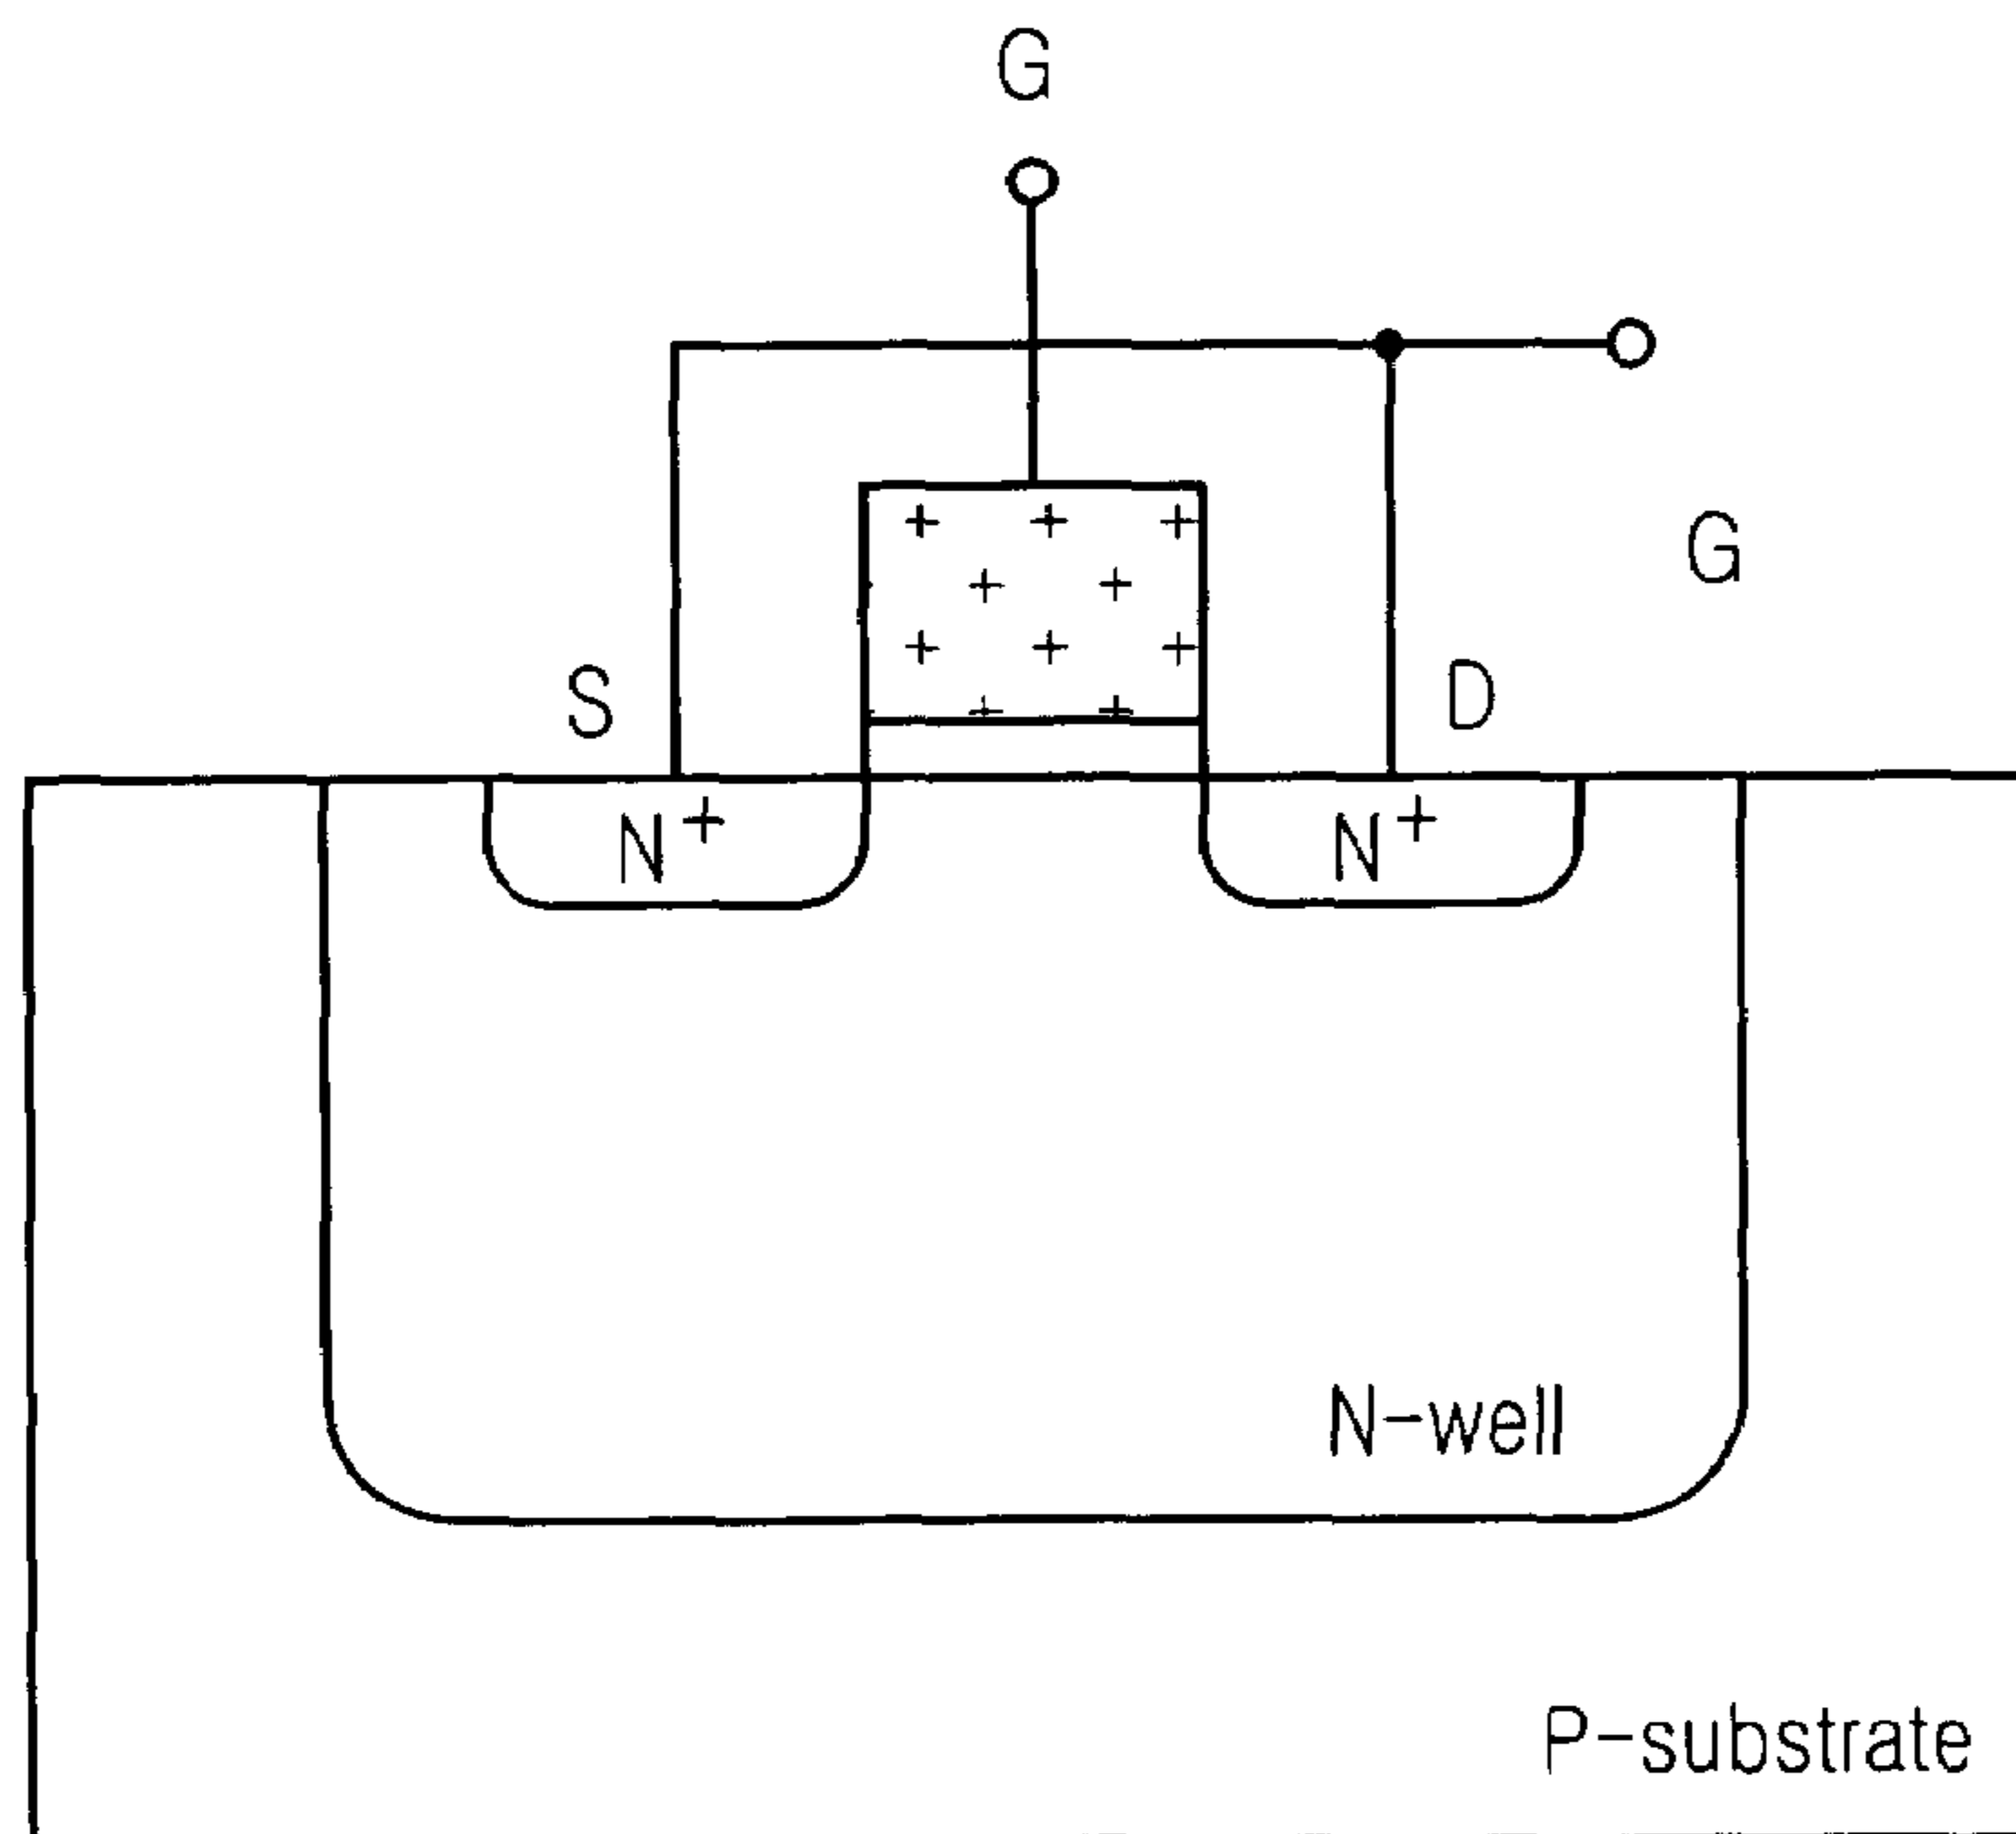 G
G
S
D
N+
N+
N-well
P-substrate